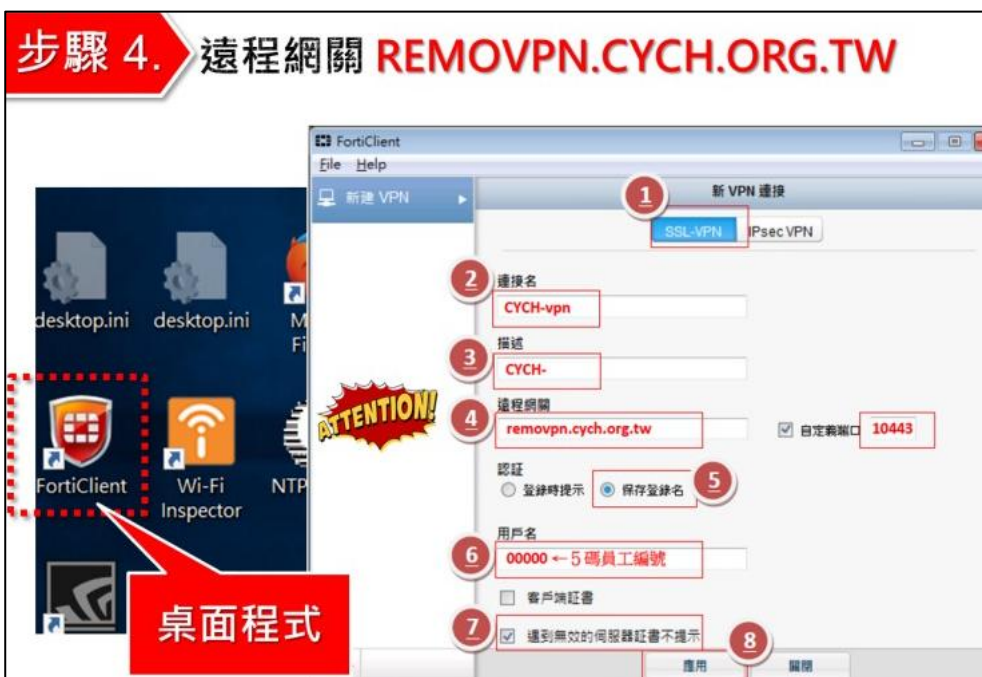 步驟 4.
遠程網關 REMOVPN.CYCH.ORG.TW
FortiClient
File Help
新建 VPN
新 VPN 連接
1
SSL-VPN
IPsec VPN
2
連接名
CYCH-vpn
3
描述
CYCH-
ATTENTION!
4
遠程網關
removpn.cych.org.tw
自定義端口 10443
認証
登錄時提示
保存登錄名
5
用戶名
6
00000 ←5 碼員工編號
客戶端証書
7
遇到無效的伺服器証書不提示
8
應用
關閉
desktop.ini
desktop.ini
M
Fi
FortiClient
Wi-Fi
Inspector
NTP
桌面程式